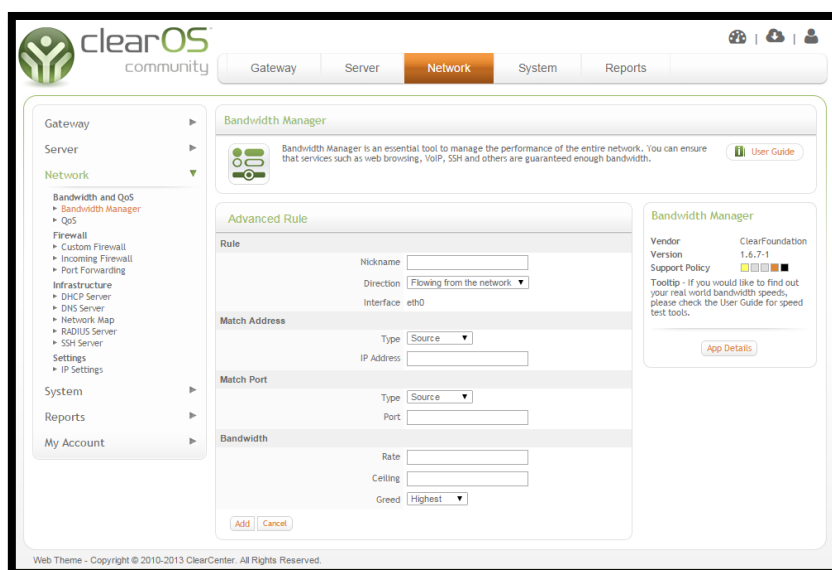 clearOS
community
Gateway
Server
Network
System
Reports
Gateway
Server
Network
Bandwidth and QoS
Bandwidth Manager
QoS
Firewall
Custom Firewall
Incoming Firewall
Port Forwarding
Infrastructure
DHCP Server
DNS Server
Network Map
RADIUS Server
SSH Server
Settings
IP Settings
System
Reports
My Account
Bandwidth Manager
Bandwidth Manager is an essential tool to manage the performance of the entire network. You can ensure
that services such as web browsing, VoIP, SSH and others are guaranteed enough bandwidth.
User Guide
Advanced Rule
Rule
Nickname
Direction Flowing from the network
Interface eth0
Match Address
Type Source
IP Address
Match Port
Type Source
Port
Bandwidth
Rate
Ceiling
Greed Highest
Add Cancel
Bandwidth Manager
Vendor ClearFoundation
Version 1.6.7-1
Support Policy
Tooltip - If you would like to find out
your real world bandwidth speeds,
please check the User Guide for speed
test tools.
App Details
Web Theme - Copyright © 2010-2013 ClearCenter. All Rights Reserved.